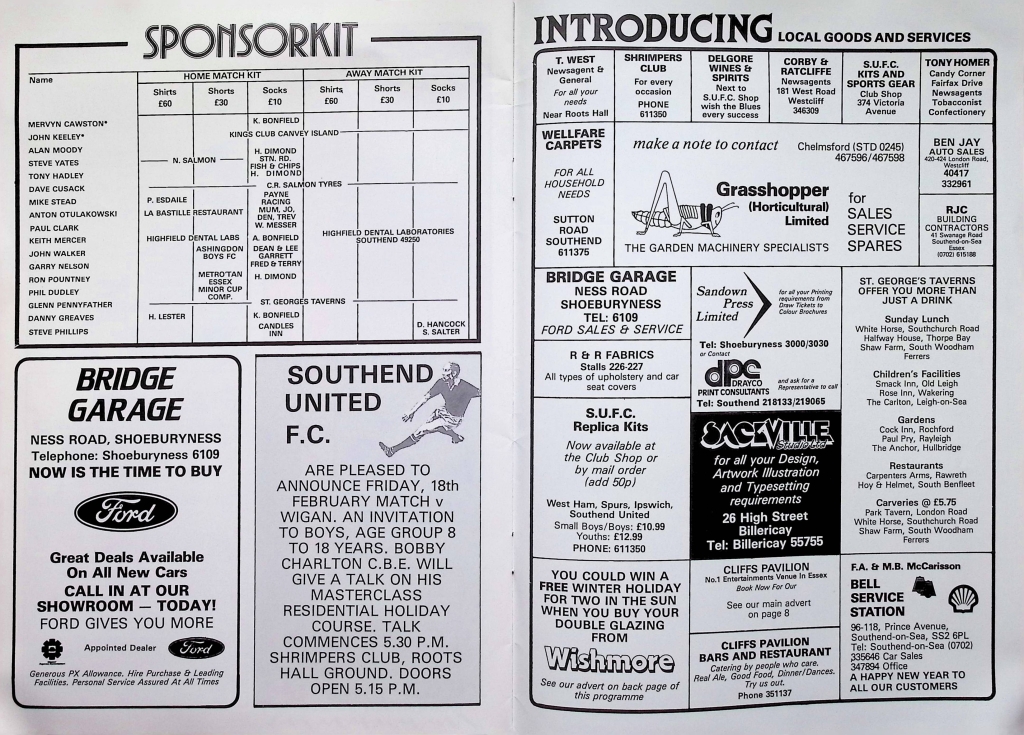 SPONSORKIT
Name
HOME MATCH KIT
AWAY MATCH KIT
Shirts £60
Shorts £30
Socks £10
Shirts £60
Shorts £30
Socks £10
MERVYN CAWSTON*
K. BONFIELD
JOHN KEELEY*
KINGS CLUB CANVEY ISLAND
ALAN MOODY
H. DIMOND
STEVE YATES
N. SALMON
STN. RD. FISH & CHIPS
TONY HADLEY
H. DIMOND
DAVE CUSACK
C.R. SALMON TYRES
MIKE STEAD
P. ESDAILE
PAYNE RACING
ANTON OTULAKOWSKI
LA BASTILLE RESTAURANT
MUM, JO, DEN, TREV
PAUL CLARK
W. MESSER
KEITH MERCER
HIGHFIELD DENTAL LABS
A. BONFIELD
HIGHFIELD DENTAL LABORATORIES
SOUTHEND 49250
JOHN WALKER
ASHINGDON BOYS FC
DEAN & LEE GARRETT
GARRY NELSON
FRED & TERRY
RON POUNTNEY
METRO'TAN ESSEX MINOR CUP COMP.
H. DIMOND
PHIL DUDLEY
GLENN PENNYFATHER
ST. GEORGES TAVERNS
DANNY GREAVES
H. LESTER
K. BONFIELD
STEVE PHILLIPS
CANDLES INN
D. HANCOCK
S. SALTER
BRIDGE
GARAGE
NESS ROAD, SHOEBURYNESS
Telephone: Shoeburyness 6109
NOW IS THE TIME TO BUY
Ford
Great Deals Available
On All New Cars
CALL IN AT OUR
SHOWROOM — TODAY!
FORD GIVES YOU MORE
Appointed Dealer
Ford
Generous PX Allowance. Hire Purchase & Leading
Facilities. Personal Service Assured At All Times
SOUTHEND
UNITED
F.C.
ARE PLEASED TO
ANNOUNCE FRIDAY, 18th
FEBRUARY MATCH v
WIGAN. AN INVITATION
TO BOYS, AGE GROUP 8
TO 18 YEARS. BOBBY
CHARLTON C.B.E. WILL
GIVE A TALK ON HIS
MASTERCLASS
RESIDENTIAL HOLIDAY
COURSE. TALK
COMMENCES 5.30 P.M.
SHRIMPERS CLUB, ROOTS
HALL GROUND. DOORS
OPEN 5.15 P.M.
INTRODUCING LOCAL GOODS AND SERVICES
T. WEST
Newsagent &
General
For all your
needs
Near Roots Hall
SHRIMPERS
CLUB
For every
occasion
PHONE
611350
DELGORE
WINES &
SPIRITS
Next to
S.U.F.C. Shop
wish the Blues
every success
CORBY &
RATCLIFFE
Newsagents
181 West Road
Westcliff
346309
S.U.F.C.
KITS AND
SPORTS GEAR
Club Shop
374 Victoria
Avenue
TONY HOMER
Candy Corner
Fairfax Drive
Newsagents
Tobacconist
Confectionery
WELLFARE
CARPETS
FOR ALL
HOUSEHOLD
NEEDS
SUTTON
ROAD
SOUTHEND
611375
make a note to contact
Chelmsford (STD 0245)
467596/467598
Grasshopper
(Horticultural)
Limited
for
SALES
SERVICE
SPARES
THE GARDEN MACHINERY SPECIALISTS
BEN JAY
AUTO SALES
420-424 London Road,
Westcliff
40417
332961
RJC
BUILDING
CONTRACTORS
41 Swanage Road
Southend-on-Sea
Essex
(0702) 615188
BRIDGE GARAGE
NESS ROAD
SHOEBURYNESS
TEL: 6109
FORD SALES & SERVICE
R & R FABRICS
Stalls 226-227
All types of upholstery and car
seat covers
S.U.F.C.
Replica Kits
Now available at
the Club Shop or
by mail order
(add 50p)
West Ham, Spurs, Ipswich,
Southend United
Small Boys/Boys: £10.99
Youths: £12.99
PHONE: 611350
YOU COULD WIN A
FREE WINTER HOLIDAY
FOR TWO IN THE SUN
WHEN YOU BUY YOUR
DOUBLE GLAZING
FROM
Wishmore
See our advert on back page of
this programme
Sandown
Press
Limited
for all your Printing
requirements from
Draw Tickets to
Colour Brochures
Tel: Shoeburyness 3000/3030
or Contact
dpc
DRAYCO
PRINT CONSULTANTS
and ask for a
Representative to call
Tel: Southend 218133/219065
SACEVILLE
Studio Ltd
for all your Design,
Artwork Illustration
and Typesetting
requirements
26 High Street
Billericay
Tel: Billericay 55755
CLIFFS PAVILION
No.1 Entertainments Venue In Essex
Book Now For Our
See our main advert
on page 8
CLIFFS PAVILION
BARS AND RESTAURANT
Catering by people who care.
Real Ale, Good Food, Dinner/Dances.
Try us out.
Phone 351137
ST. GEORGE'S TAVERNS
OFFER YOU MORE THAN
JUST A DRINK
Sunday Lunch
White Horse, Southchurch Road
Halfway House, Thorpe Bay
Shaw Farm, South Woodham
Ferrers
Children's Facilities
Smack Inn, Old Leigh
Rose Inn, Wakering
The Carlton, Leigh-on-Sea
Gardens
Cock Inn, Rochford
Paul Pry, Rayleigh
The Anchor, Hullbridge
Restaurants
Carpenters Arms, Rawreth
Hoy & Helmet, South Benfleet
Carveries @ £5.75
Park Tavern, London Road
White Horse, Southchurch Road
Shaw Farm, South Woodham
Ferrers
F.A. & M.B. McCarisson
BELL
SERVICE
STATION
96-118, Prince Avenue,
Southend-on-Sea, SS2 6PL
Tel: Southend-on-Sea (0702)
335646 Car Sales
347894 Office
A HAPPY NEW YEAR TO
ALL OUR CUSTOMERS